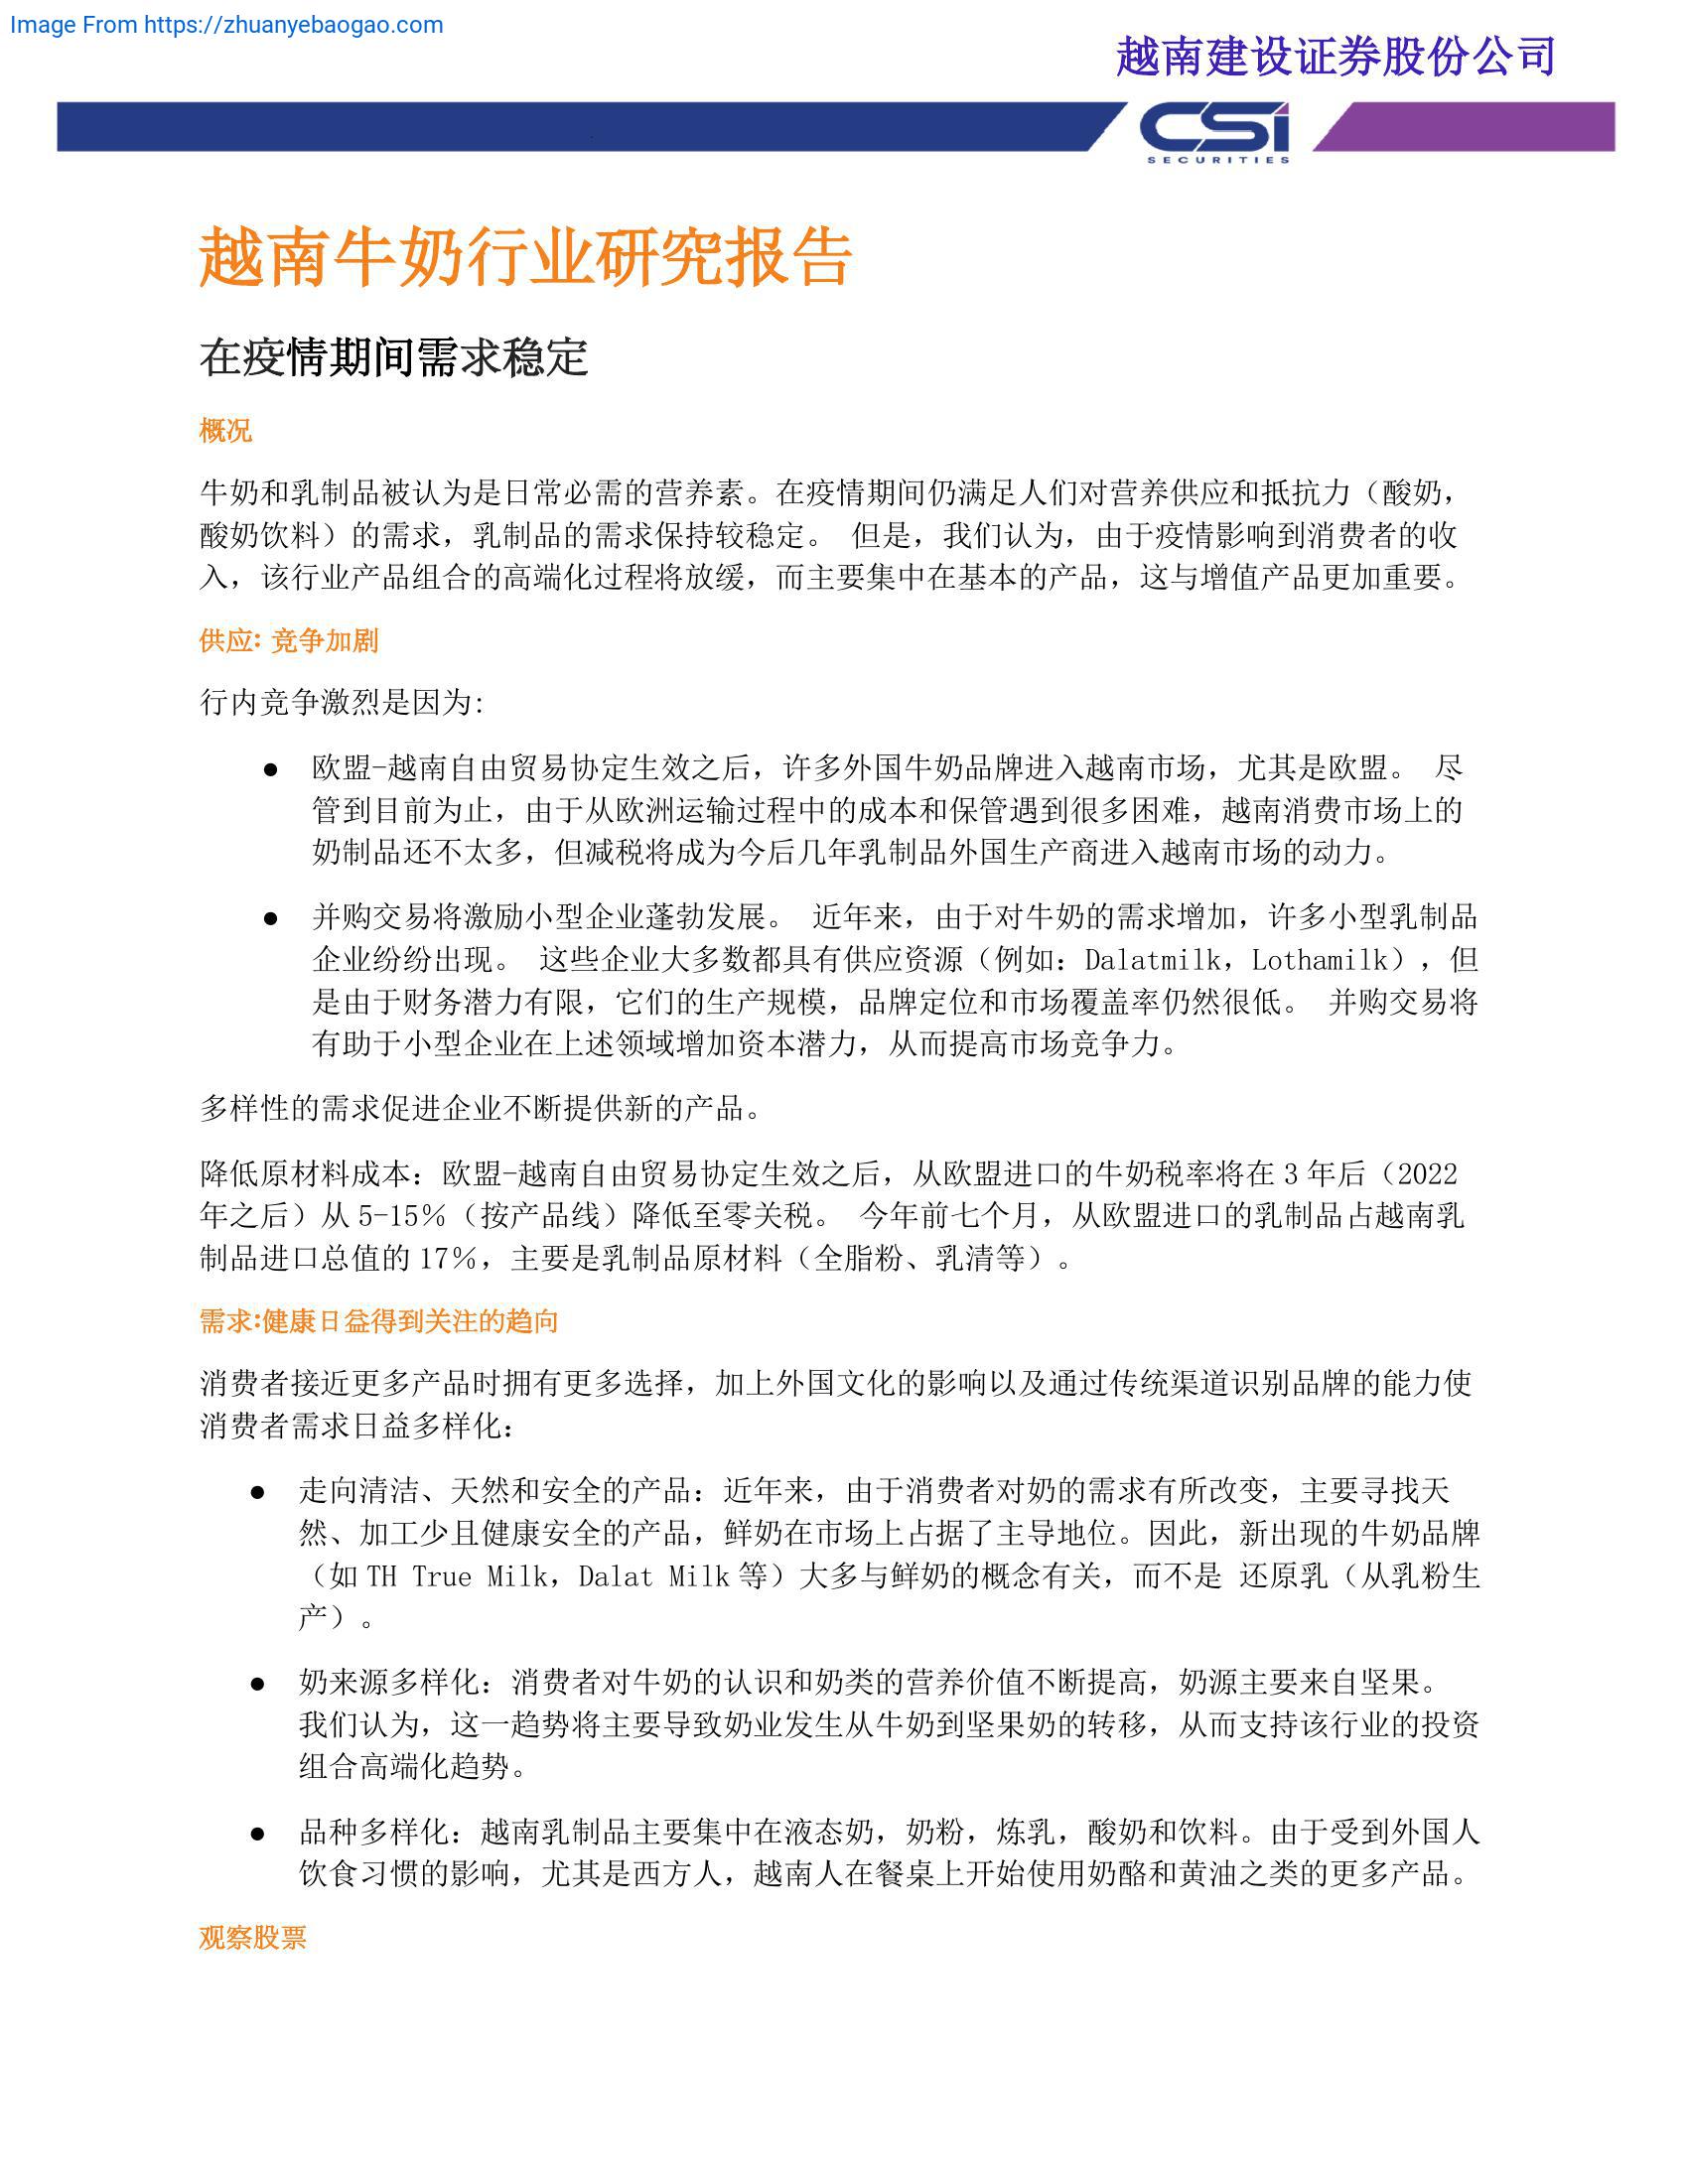 Image From https://zhuanyebaogao.com
越南建设证券股份公司
CSi
SECURITIES
越南牛奶行业研究报告
在疫情期间需求稳定
概况
牛奶和乳制品被认为是日常必需的营养素。在疫情期间仍满足人们对营养供应和抵抗力（酸奶，
酸奶饮料）的需求，乳制品的需求保持较稳定。 但是，我们认为，由于疫情影响到消费者的收
入，该行业产品组合的高端化过程将放缓，而主要集中在基本的产品，这与增值产品更加重要。
供应: 竞争加剧
行内竞争激烈是因为:
● 欧盟-越南自由贸易协定生效之后，许多外国牛奶品牌进入越南市场，尤其是欧盟。 尽
管到目前为止，由于从欧洲运输过程中的成本和保管遇到很多困难，越南消费市场上的
奶制品还不太多，但减税将成为今后几年乳制品外国生产商进入越南市场的动力。
● 并购交易将激励小型企业蓬勃发展。 近年来，由于对牛奶的需求增加，许多小型乳制品
企业纷纷出现。 这些企业大多数都具有供应资源（例如：Dalatmilk，Lothamilk），但
是由于财务潜力有限，它们的生产规模，品牌定位和市场覆盖率仍然很低。 并购交易将
有助于小型企业在上述领域增加资本潜力，从而提高市场竞争力。
多样性的需求促进企业不断提供新的产品。
降低原材料成本：欧盟-越南自由贸易协定生效之后，从欧盟进口的牛奶税率将在 3 年后（2022
年之后）从 5-15％（按产品线）降低至零关税。 今年前七个月，从欧盟进口的乳制品占越南乳
制品进口总值的 17％，主要是乳制品原材料（全脂粉、乳清等）。
需求:健康日益得到关注的趋向
消费者接近更多产品时拥有更多选择，加上外国文化的影响以及通过传统渠道识别品牌的能力使
消费者需求日益多样化：
● 走向清洁、天然和安全的产品：近年来，由于消费者对奶的需求有所改变，主要寻找天
然、加工少且健康安全的产品，鲜奶在市场上占据了主导地位。因此，新出现的牛奶品牌
（如 TH True Milk，Dalat Milk 等）大多与鲜奶的概念有关，而不是 还原乳（从乳粉生
产）。
● 奶来源多样化：消费者对牛奶的认识和奶类的营养价值不断提高，奶源主要来自坚果。
我们认为，这一趋势将主要导致奶业发生从牛奶到坚果奶的转移，从而支持该行业的投资
组合高端化趋势。
● 品种多样化：越南乳制品主要集中在液态奶，奶粉，炼乳，酸奶和饮料。由于受到外国人
饮食习惯的影响，尤其是西方人，越南人在餐桌上开始使用奶酪和黄油之类的更多产品。
观察股票